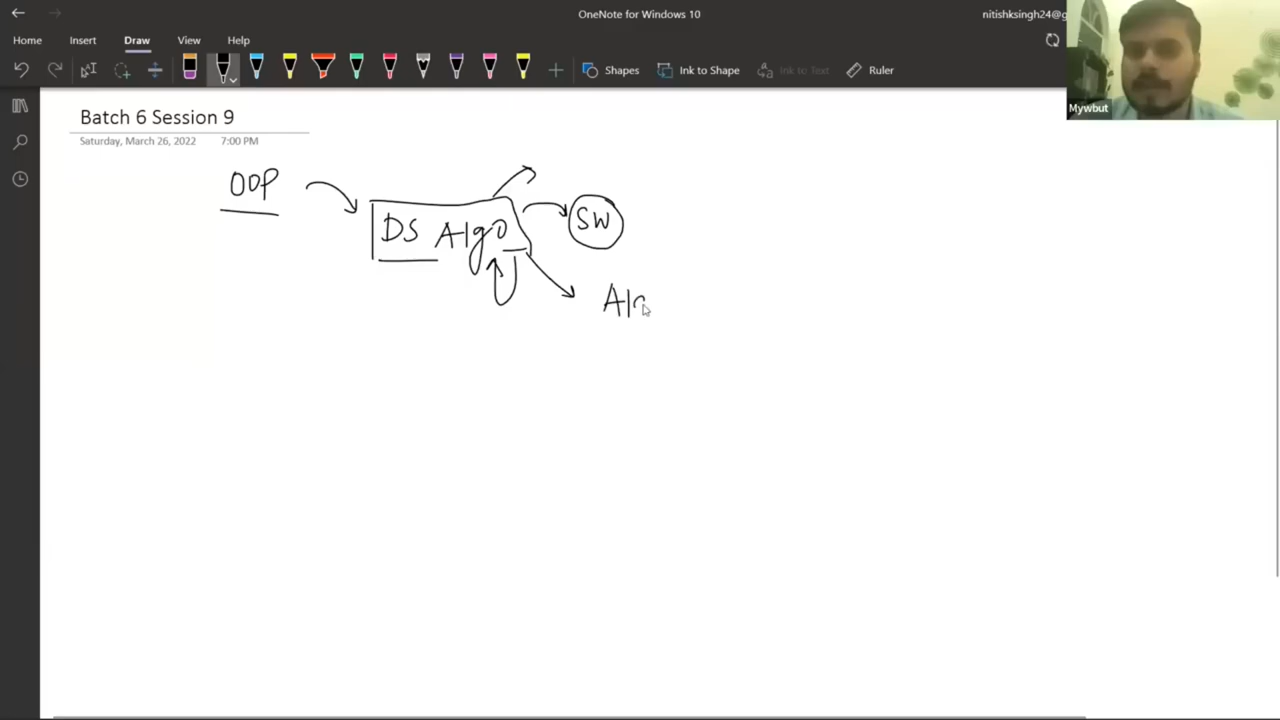 OneNote for Windows 10
nitishksingh24@g
Home Insert Draw View Help
Shapes Ink to Shape Ink to Text Ruler
Mywbut
Batch 6 Session 9
Saturday, March 26, 2022 7:00 PM
OOP
DS Algo
SW